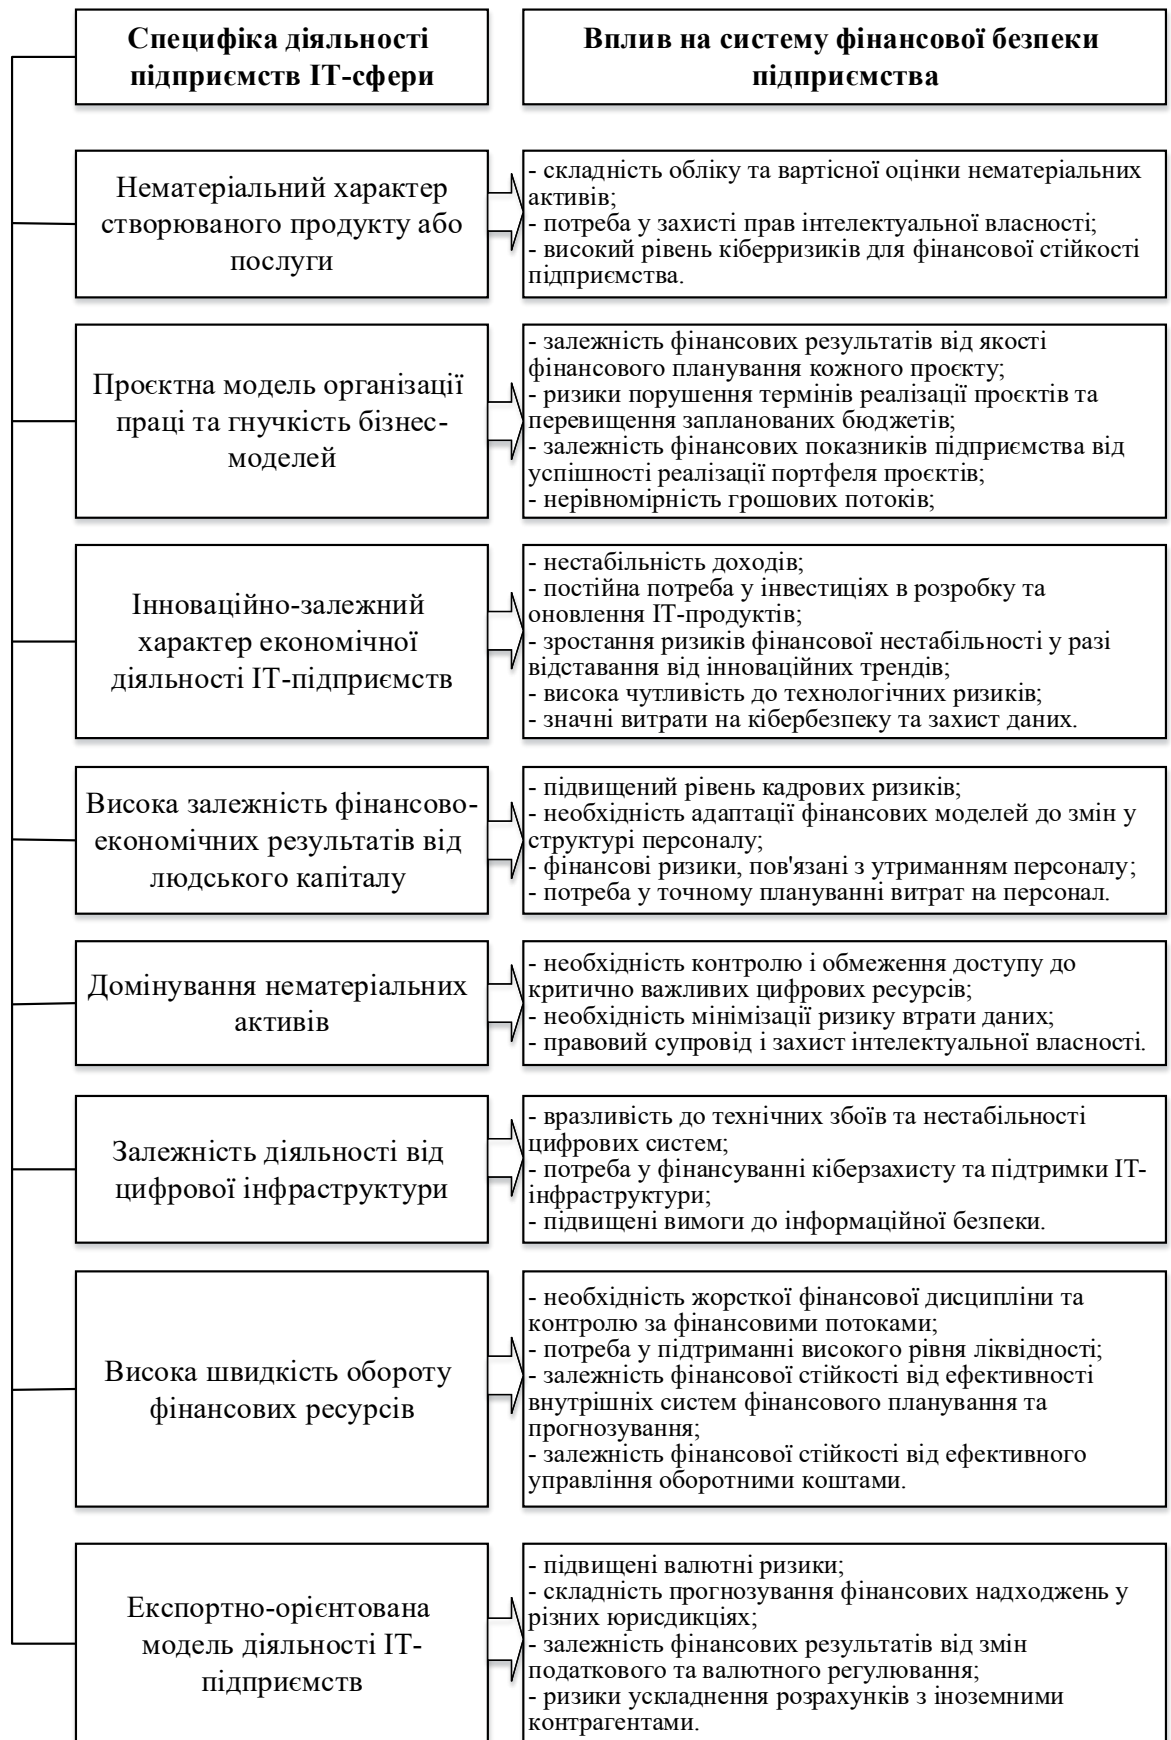 Специфіка діяльності
підприємств ІТ-сфери
Вплив на систему фінансової безпеки
підприємства
Нематеріальний характер
створюваного продукту або
послуги
- складність обліку та вартісної оцінки нематеріальних
активів;
- потреба у захисті прав інтелектуальної власності;
- високий рівень кіберризиків для фінансової стійкості
підприємства.
Проєктна модель організації
праці та гнучкість бізнес-
моделей
- залежність фінансових результатів від якості
фінансового планування кожного проєкту;
- ризики порушення термінів реалізації проєктів та
перевищення запланованих бюджетів;
- залежність фінансових показників підприємства від
успішності реалізації портфеля проєктів;
- нерівномірність грошових потоків;
Інноваційно-залежний
характер економічної
діяльності ІТ-підприємств
- нестабільність доходів;
- постійна потреба у інвестиціях в розробку та
оновлення ІТ-продуктів;
- зростання ризиків фінансової нестабільності у разі
відставання від інноваційних трендів;
- висока чутливість до технологічних ризиків;
- значні витрати на кібербезпеку та захист даних.
Висока залежність фінансово-
економічних результатів від
людського капіталу
- підвищений рівень кадрових ризиків;
- необхідність адаптації фінансових моделей до змін у
структурі персоналу;
- фінансові ризики, пов'язані з утриманням персоналу;
- потреба у точному плануванні витрат на персонал.
Домінування нематеріальних
активів
- необхідність контролю і обмеження доступу до
критично важливих цифрових ресурсів;
- необхідність мінімізації ризику втрати даних;
- правовий супровід і захист інтелектуальної власності.
Залежність діяльності від
цифрової інфраструктури
- вразливість до технічних збоїв та нестабільності
цифрових систем;
- потреба у фінансуванні кіберзахисту та підтримки ІТ-
інфраструктури;
- підвищені вимоги до інформаційної безпеки.
Висока швидкість обороту
фінансових ресурсів
- необхідність жорсткої фінансової дисципліни та
контролю за фінансовими потоками;
- потреба у підтриманні високого рівня ліквідності;
- залежність фінансової стійкості від ефективності
внутрішніх систем фінансового планування та
прогнозування;
- залежність фінансової стійкості від ефективного
управління оборотними коштами.
Експортно-орієнтована
модель діяльності ІТ-
підприємств
- підвищені валютні ризики;
- складність прогнозування фінансових надходжень у
різних юрисдикціях;
- залежність фінансових результатів від змін
податкового та валютного регулювання;
- ризики ускладнення розрахунків з іноземними
контрагентами.